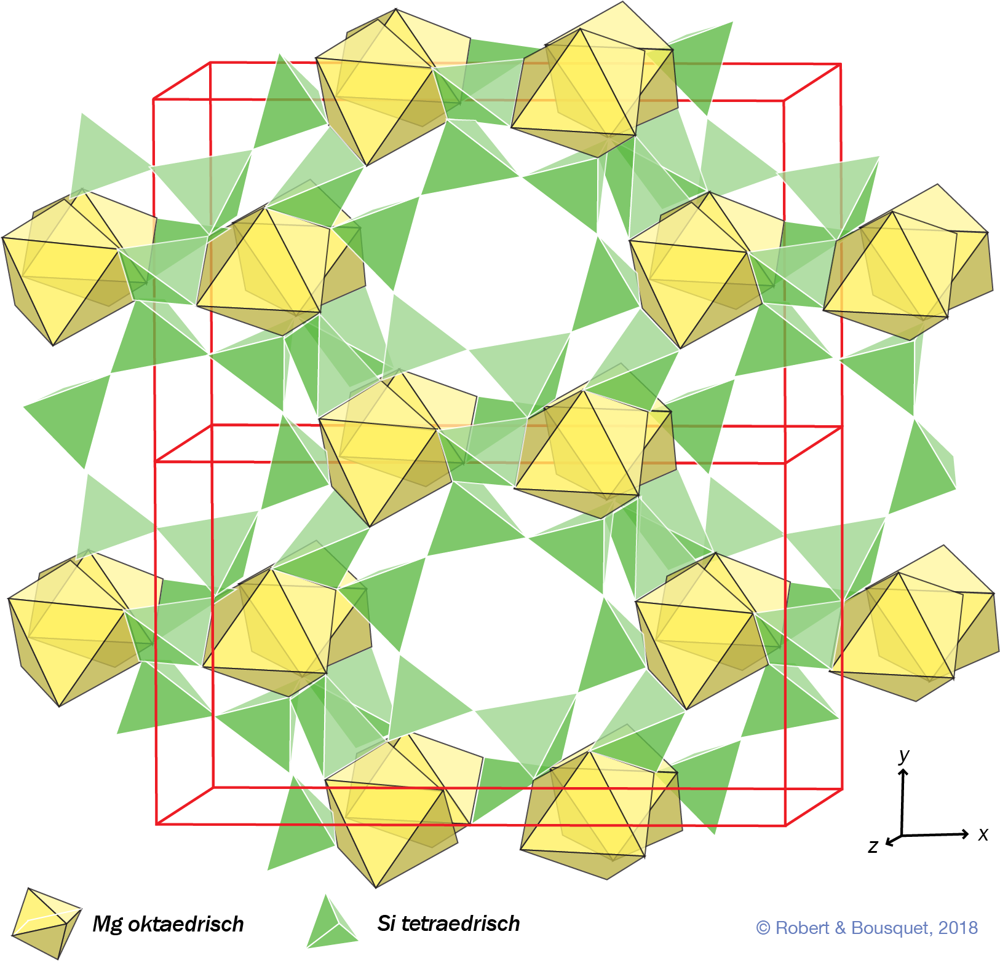 y
x
z
Mg oktaedrisch
Si tetraedrisch
© Robert & Bousquet, 2018